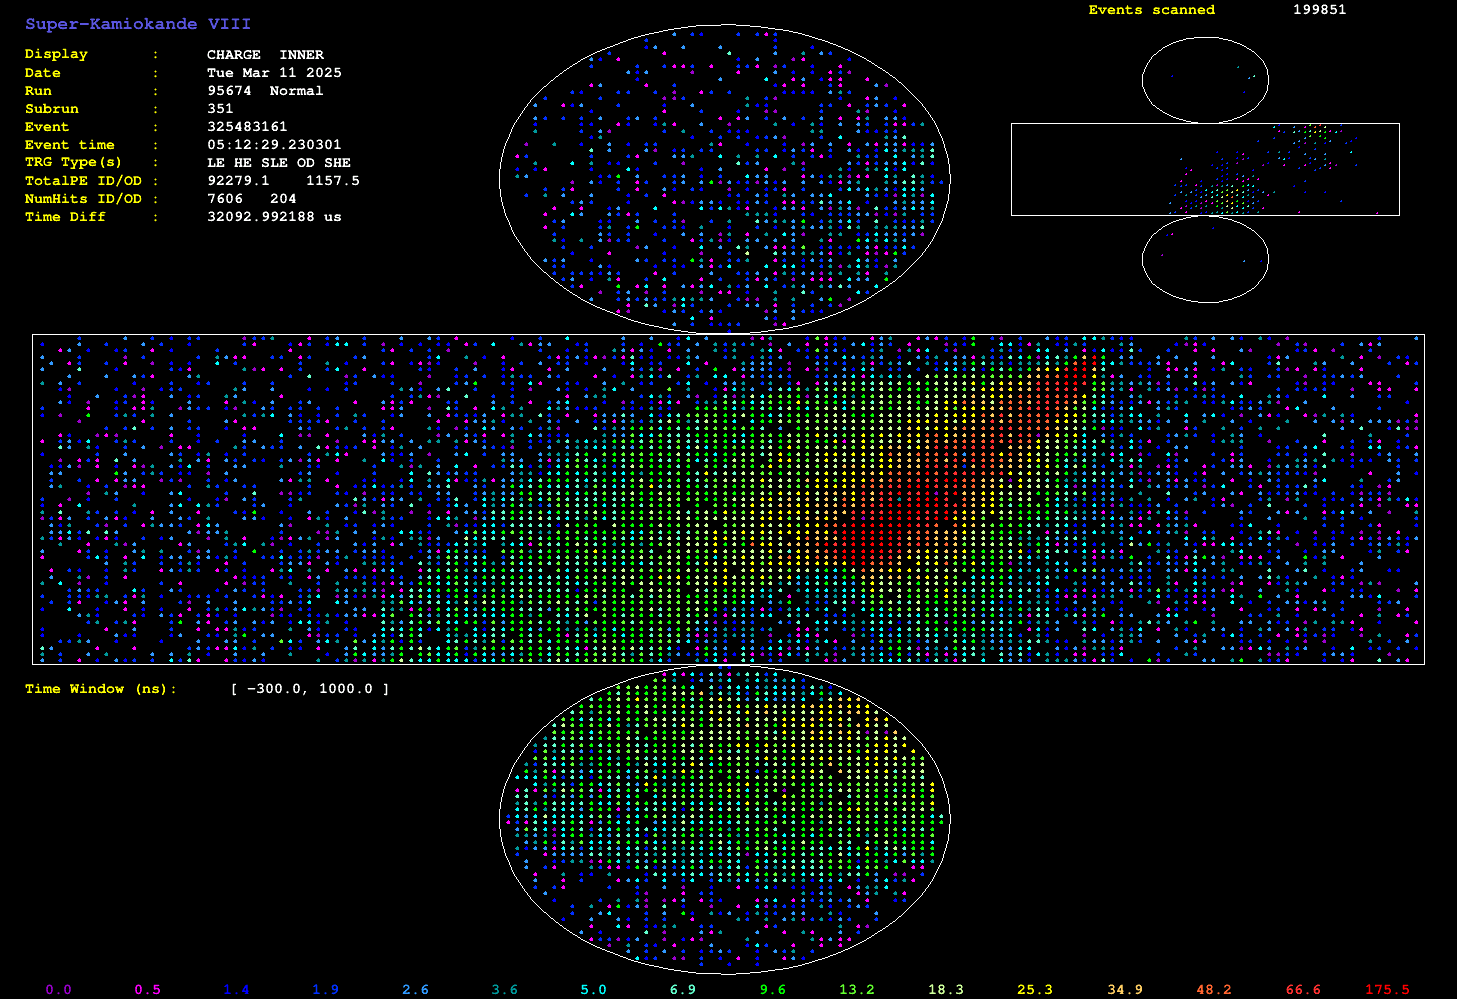 Super-Kamiokande VIII
Events scanned 199851
Display : CHARGE INNER
Date : Tue Mar 11 2025
Run : 95674 Normal
Subrun : 351
Event : 325483161
Event time : 05:12:29.230301
TRG Type(s) : LE HE SLE OD SHE
TotalPE ID/OD : 92279.1 1157.5
NumHits ID/OD : 7606 204
Time Diff : 32092.992188 us
Time Window (ns): [ -300.0, 1000.0 ]
0.0 0.5 1.4 1.9 2.6 3.6 5.0 6.9 9.6 13.2 18.3 25.3 34.9 48.2 66.6 175.5